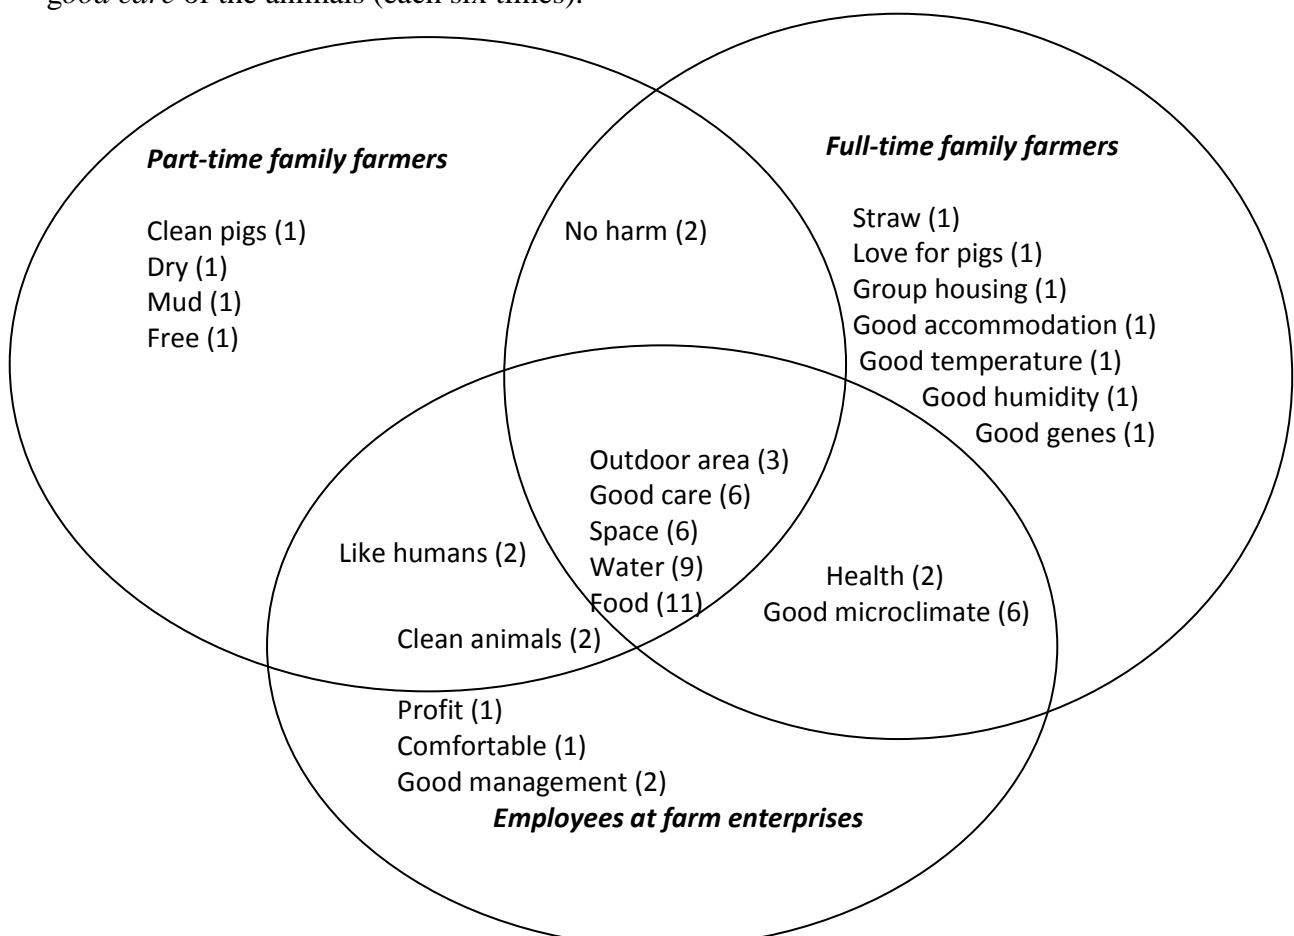 good care of the animals (each six times).
Part-time family farmers
Clean pigs (1)
Dry (1)
Mud (1)
Free (1)
No harm (2)
Full-time family farmers
Straw (1)
Love for pigs (1)
Group housing (1)
Good accommodation (1)
Good temperature (1)
Good humidity (1)
Good genes (1)
Outdoor area (3)
Good care (6)
Space (6)
Water (9)
Food (11)
Like humans (2)
Clean animals (2)
Health (2)
Good microclimate (6)
Profit (1)
Comfortable (1)
Good management (2)
Employees at farm enterprises